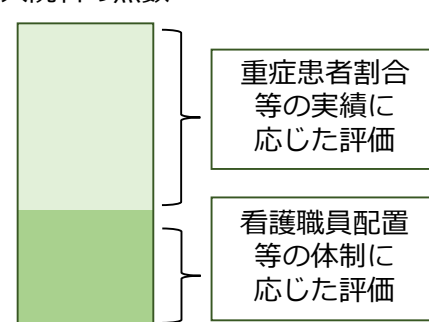 重症患者割合
等の実績に
応じた評価
看護職員配置
等の体制に
応じた評価